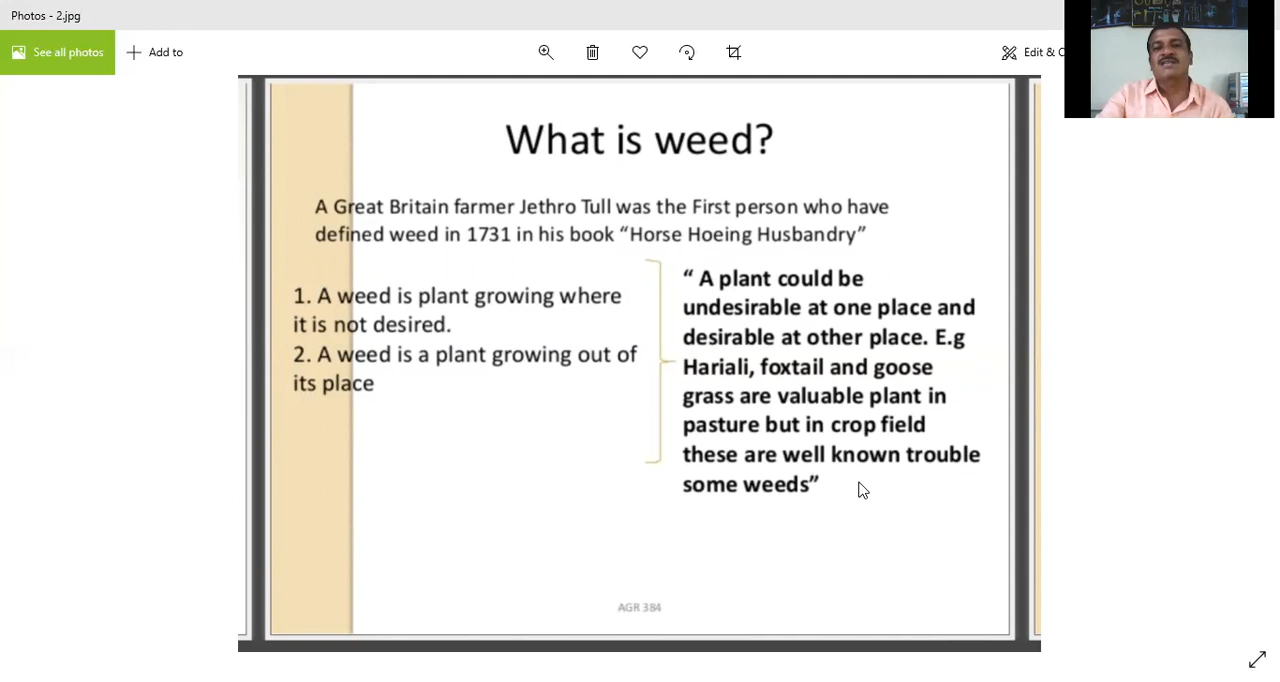 Photos - 2.jpg
See all photos
Add to
Edit & C
What is weed?
A Great Britain farmer Jethro Tull was the First person who have
defined weed in 1731 in his book “Horse Hoeing Husbandry”
1. A weed is plant growing where
it is not desired.
2. A weed is a plant growing out of
its place
“ A plant could be
undesirable at one place and
desirable at other place. E.g
Hariali, foxtail and goose
grass are valuable plant in
pasture but in crop field
these are well known trouble
some weeds”
AGR 384